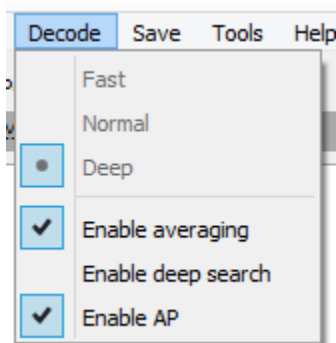 Decode Save Tools Help
Fast
Normal
Deep
Enable averaging
Enable deep search
Enable AP